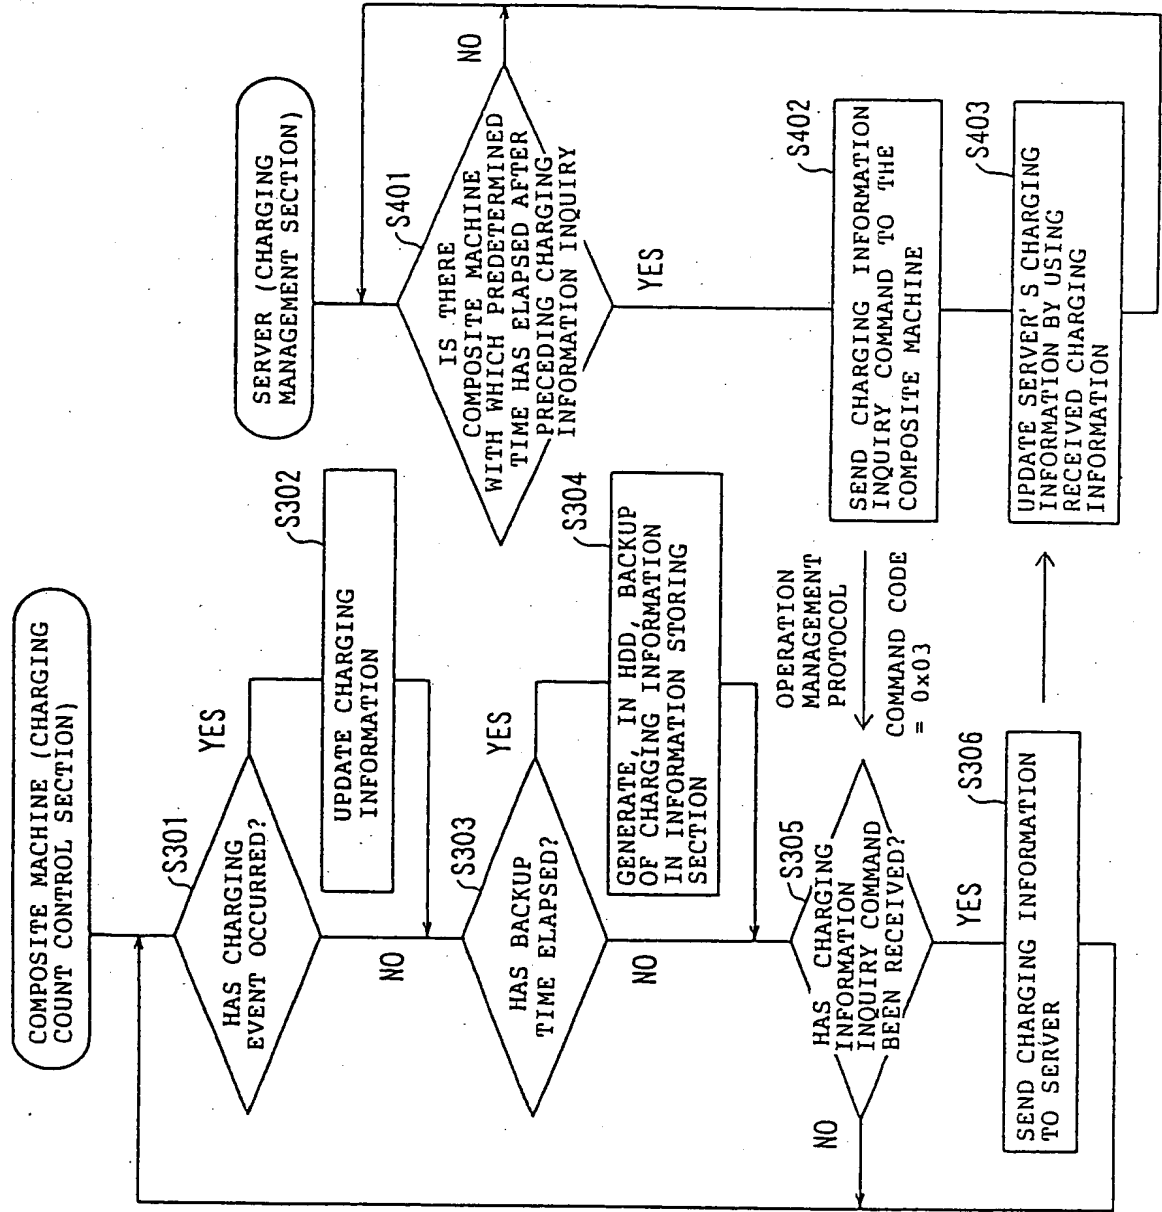 COMPOSITE MACHINE (CHARGING
COUNT CONTROL SECTION)
S301
HAS CHARGING
EVENT OCCURRED?
YES
NO
S302
UPDATE CHARGING
INFORMATION
S303
HAS BACKUP
TIME ELAPSED?
YES
NO
S304
GENERATE, IN HDD, BACKUP
OF CHARGING INFORMATION
IN INFORMATION STORING
SECTION
S305
HAS CHARGING
INFORMATION
INQUIRY COMMAND
BEEN RECEIVED?
NO
YES
S306
SEND CHARGING INFORMATION
TO SERVER
OPERATION
MANAGEMENT
PROTOCOL
COMMAND CODE
= 0x03
SERVER (CHARGING
MANAGEMENT SECTION)
S401
IS THERE
COMPOSITE MACHINE
WITH WHICH PREDETERMINED
TIME HAS ELAPSED AFTER
PRECEDING CHARGING
INFORMATION INQUIRY
NO
YES
S402
SEND CHARGING INFORMATION
INQUIRY COMMAND TO THE
COMPOSITE MACHINE
S403
UPDATE SERVER'S CHARGING
INFORMATION BY USING
RECEIVED CHARGING
INFORMATION